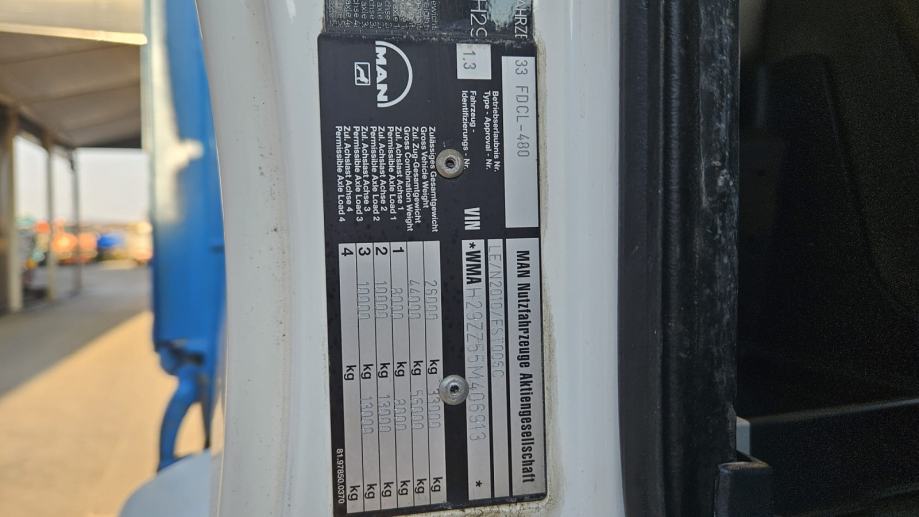 33 FDCL-480
MAN Nutzfahrzeuge Aktiengesellschaft
1.3
Betriebserlaubnis Nr.
Type - Approval - Nr.
Fahrzeug -
Identifizierungs - Nr.
VIN
*WMA
*
MAN
Zulässiges Gesamtgewicht
Gross Vehicle Weight
26000 kg 33000 kg
Zul. Zug-Gesamtgewicht
Gross Combination Weight
44000 kg kg
Zul. Achslast Achse 1
Permissible Axle Load 1
1 8000 kg 8000 kg
Zul. Achslast Achse 2
Permissible Axle Load 2
2 10000 kg 13000 kg
Zul. Achslast Achse 3
Permissible Axle Load 3
3 10000 kg 13000 kg
Zul. Achslast Achse 4
Permissible Axle Load 4
4 kg kg
81.97850.0370